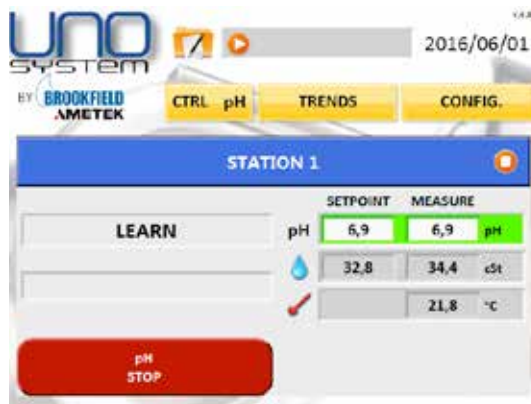 UNO
SYSTEM
2016/06/01
BY BROOKFIELD
AMETEK
CTRL pH
TRENDS
CONFIG.
STATION 1
SETPOINT MEASURE
LEARN
pH 6,9 6,9 pH
32,8 34,4 cSt
21,8 °C
pH
STOP